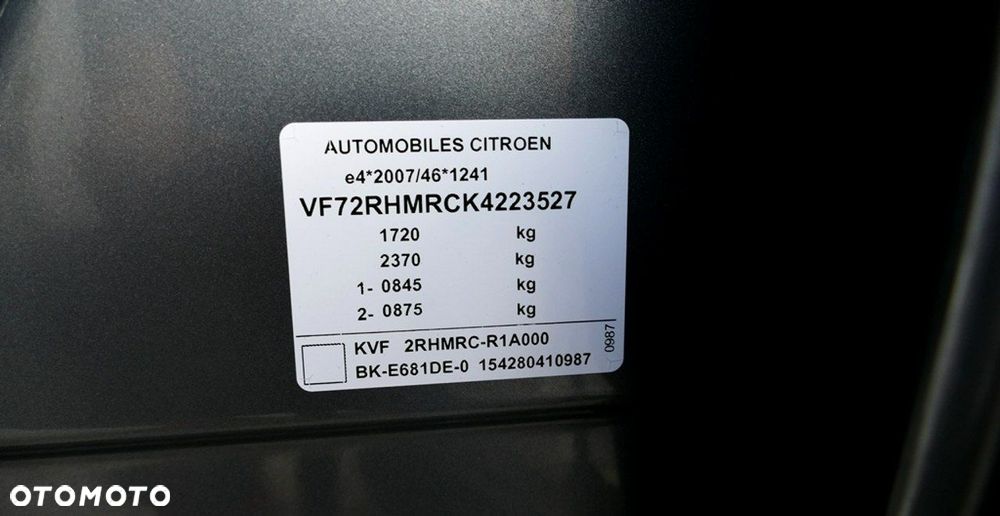 AUTOMOBILES CITROEN
e4*2007/46*1241
VF72RHMRCK4223527
1720 kg
2370 kg
1- 0845 kg
2- 0875 kg
KVF 2RHMRC-R1A000
BK-E681DE-0 154280410987
0987
OTOMOTO